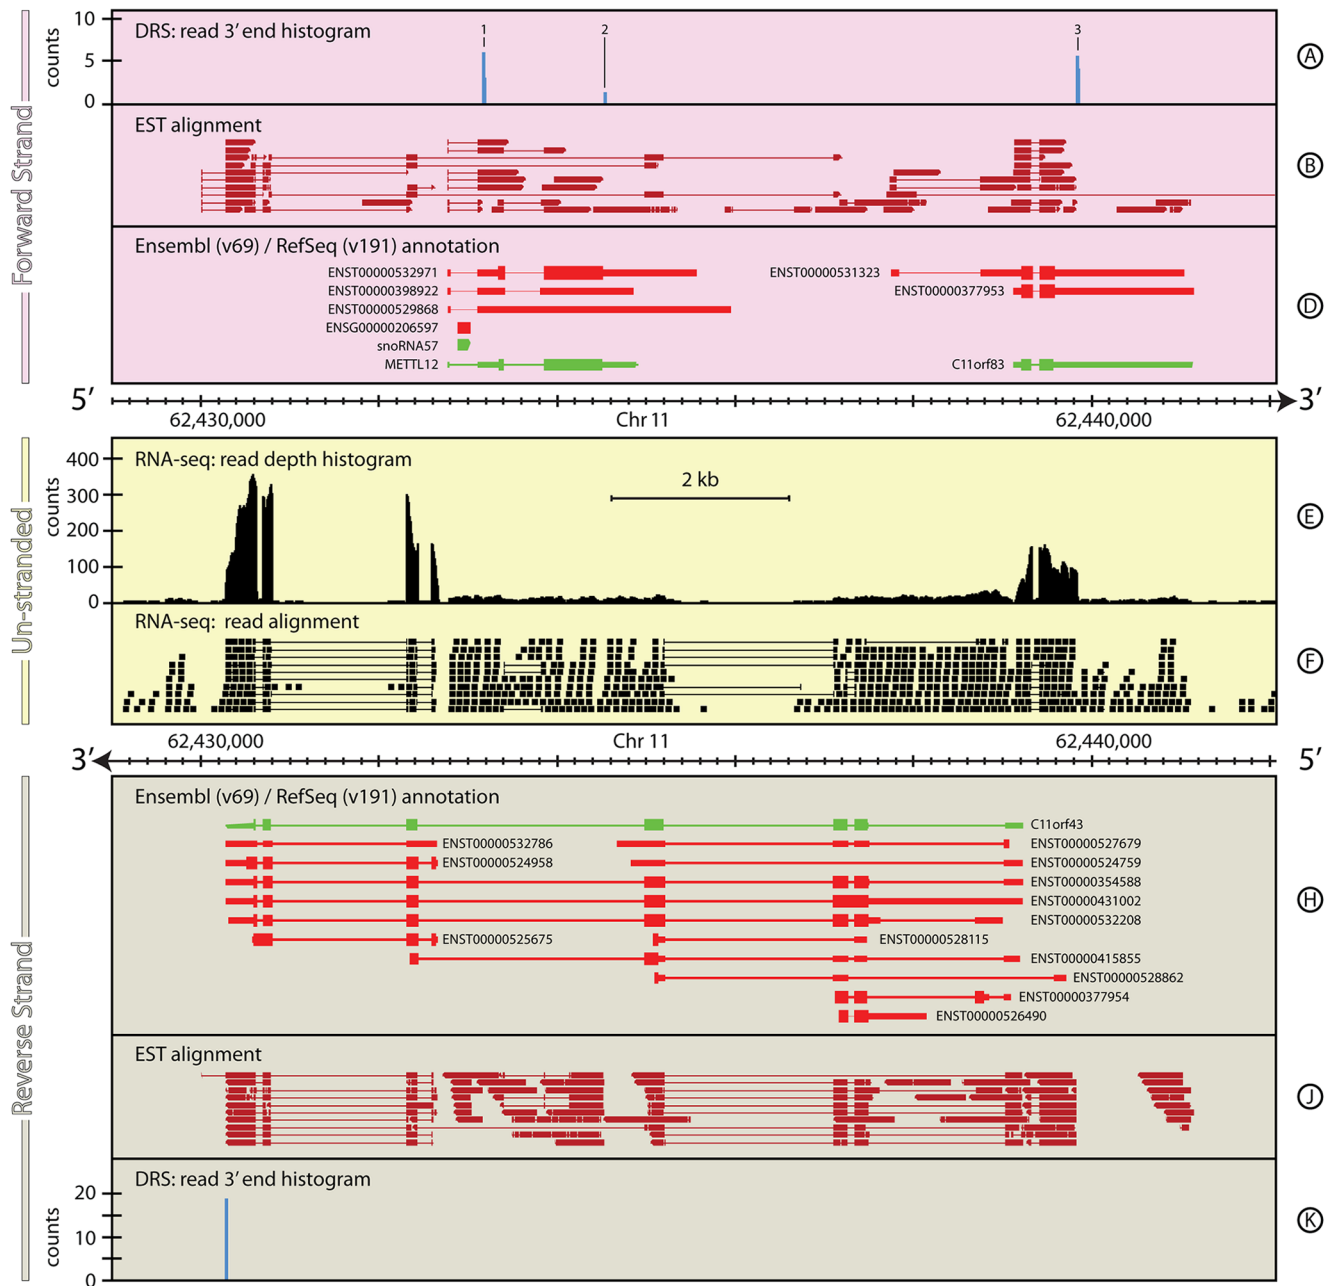 Forward Strand
counts
10
5
0
DRS: read 3′ end histogram
1
2
3
A
EST alignment
B
Ensembl (v69) / RefSeq (v191) annotation
ENST00000532971
ENST00000531323
ENST00000398922
ENST00000377953
ENST00000529868
ENSG00000206597
snoRNA57
METTL12
C11orf83
D
5′
3′
62,430,000
Chr 11
62,440,000
Un-stranded
counts
400
300
200
100
0
RNA-seq: read depth histogram
2 kb
E
RNA-seq: read alignment
F
62,430,000
Chr 11
62,440,000
3′
5′
Reverse Strand
Ensembl (v69) / RefSeq (v191) annotation
C11orf43
ENST00000532786
ENST00000527679
ENST00000524958
ENST00000524759
ENST00000354588
ENST00000431002
ENST00000532208
ENST00000525675
ENST00000528115
ENST00000415855
ENST00000528862
ENST00000377954
ENST00000526490
H
EST alignment
J
DRS: read 3′ end histogram
counts
20
10
0
K